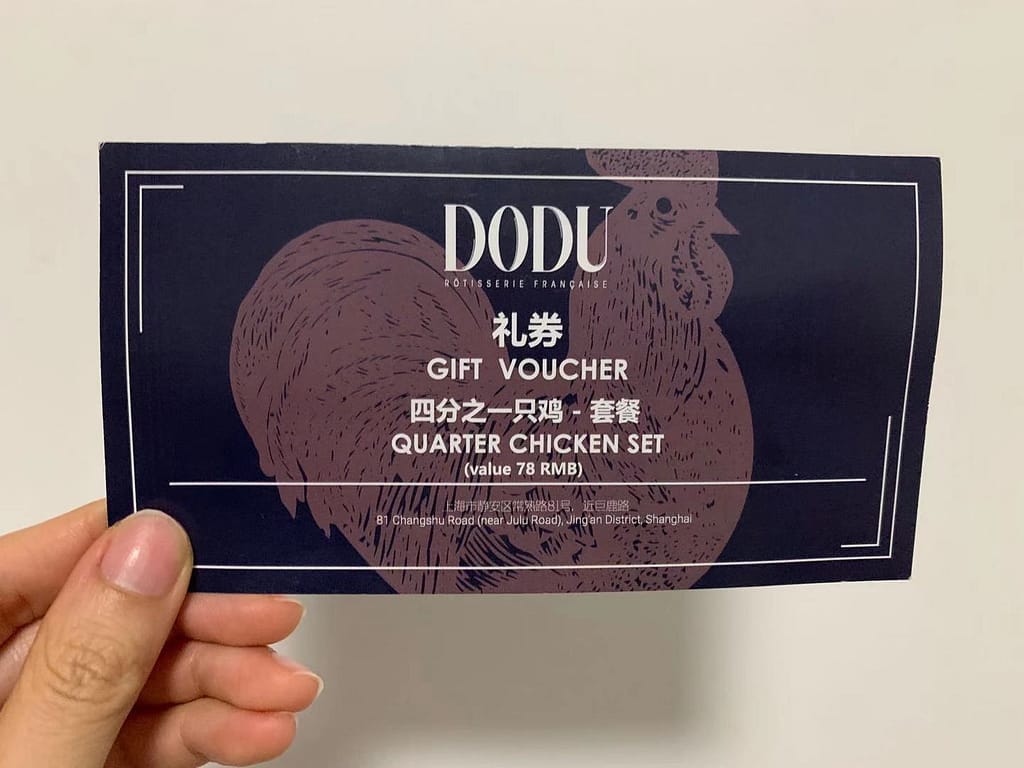 DODU
RÔTISSERIE FRANÇAISE
礼券
GIFT VOUCHER
四分之一只鸡 - 套餐
QUARTER CHICKEN SET
(value 78 RMB)
上海市静安区常熟路81号，近巨鹿路
81 Changshu Road (near Julu Road), Jing'an District, Shanghai